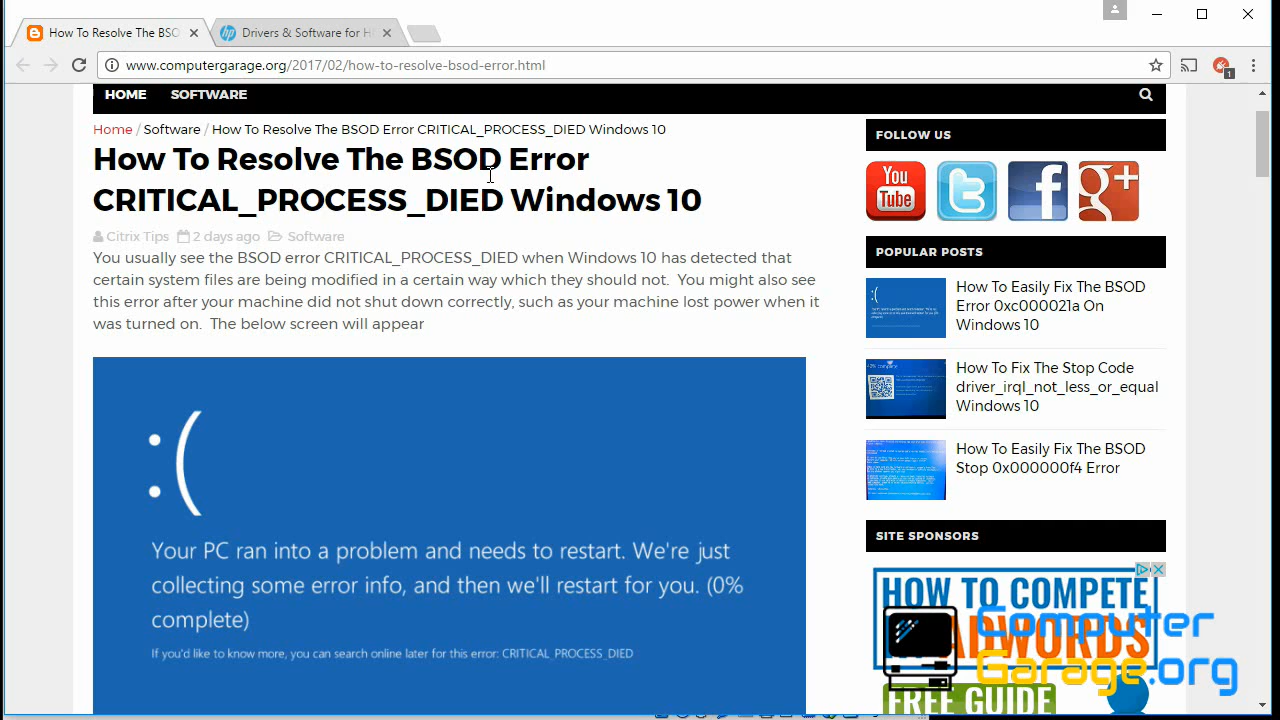 How To Resolve The BSO
Drivers & Software for H
www.computergarage.org/2017/02/how-to-resolve-bsod-error.html
1
HOME SOFTWARE
Home / Software / How To Resolve The BSOD Error CRITICAL_PROCESS_DIED Windows 10
How To Resolve The BSOD Error
CRITICAL_PROCESS_DIED Windows 10
Citrix Tips 2 days ago Software
You usually see the BSOD error CRITICAL_PROCESS_DIED when Windows 10 has detected that
certain system files are being modified in a certain way which they should not. You might also see
this error after your machine did not shut down correctly, such as your machine lost power when it
was turned on. The below screen will appear
:(
Your PC ran into a problem and needs to restart. We're just
collecting some error info, and then we'll restart for you. (0%
complete)
If you'd like to know more, you can search online later for this error: CRITICAL_PROCESS_DIED
FOLLOW US
You
Tube
t
f
g+
POPULAR POSTS
How To Easily Fix The BSOD
Error 0xc000021a On
Windows 10
How To Fix The Stop Code
driver_irql_not_less_or_equal
Windows 10
How To Easily Fix The BSOD
Stop 0x000000f4 Error
SITE SPONSORS
HOW TO COMPETE
ADWORDS
FREE GUIDE
Computer
Garage.org